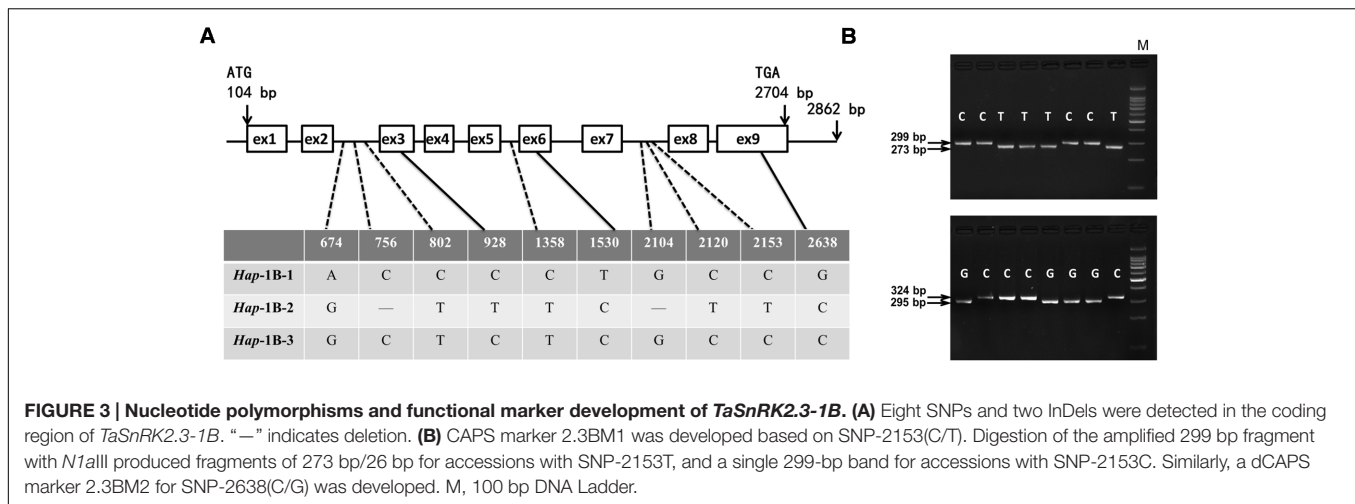 A
ATG
104 bp
TGA
2704 bp
2862 bp
ex1 ex2 ex3 ex4 ex5 ex6 ex7 ex8 ex9
674 756 802 928 1358 1530 2104 2120 2153 2638
Hap-1B-1 A C C C C T G C C G
Hap-1B-2 G — T T T C — T T C
Hap-1B-3 G C T C T C G C C C
B
M
C C T T T C C T
299 bp
273 bp
G C C C G G G C
324 bp
295 bp
FIGURE 3 | Nucleotide polymorphisms and functional marker development of TaSnRK2.3-1B. (A) Eight SNPs and two InDels were detected in the coding
region of TaSnRK2.3-1B. “—” indicates deletion. (B) CAPS marker 2.3BM1 was developed based on SNP-2153(C/T). Digestion of the amplified 299 bp fragment
with N1aIII produced fragments of 273 bp/26 bp for accessions with SNP-2153T, and a single 299-bp band for accessions with SNP-2153C. Similarly, a dCAPS
marker 2.3BM2 for SNP-2638(C/G) was developed. M, 100 bp DNA Ladder.